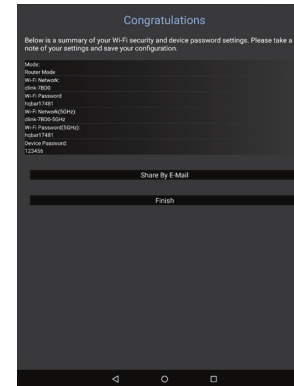 Congratulations
Below is a summary of your Wi-Fi security and device password settings. Please take a
note of your settings and save your configuration.
Mode:
Router Mode
Wi-Fi Network:
dlink-7BD0
Wi-Fi Password
hqbar17481
Wi-Fi Network(5GHz):
dlink-7BD0-5GHz
Wi-Fi Password(5GHz):
hqbar17481
Device Password:
123456
Share By E-Mail
Finish